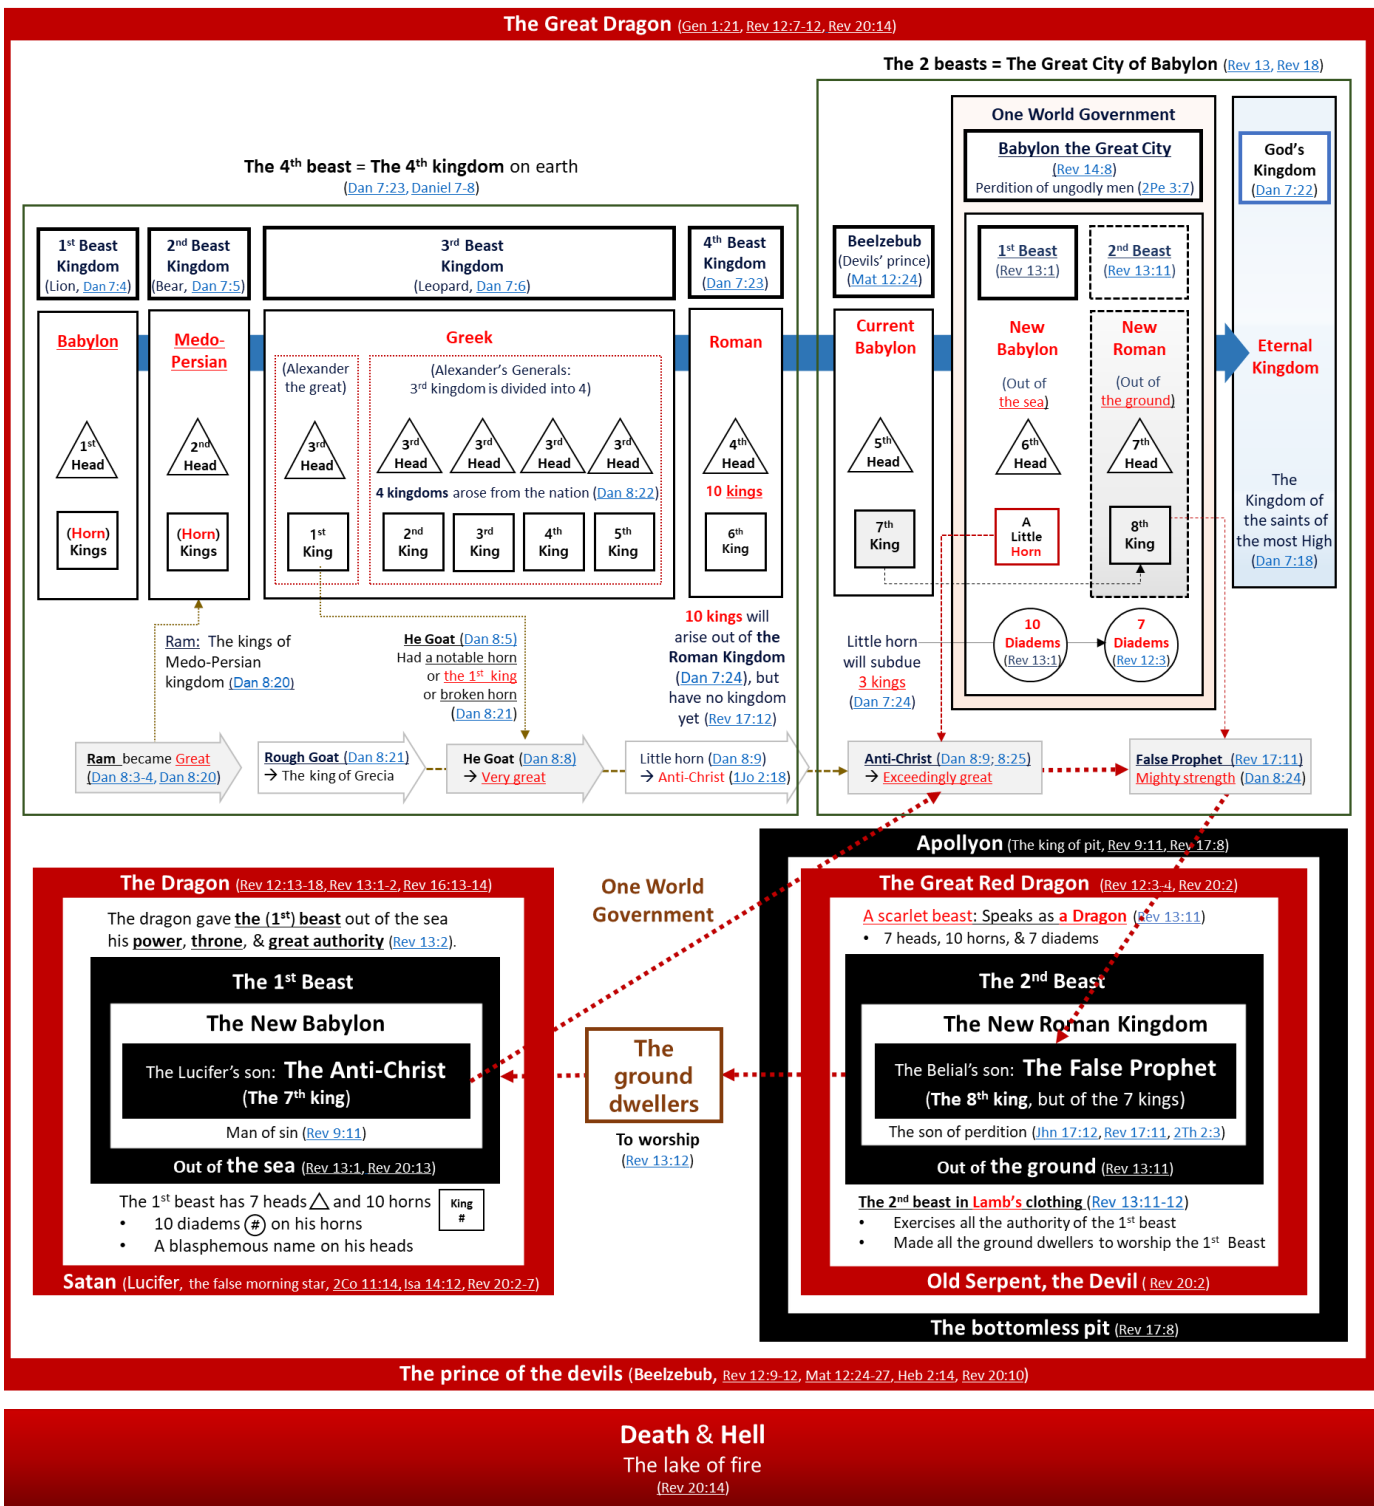 The Great Dragon (Gen 1:21, Rev 12:7-12, Rev 20:14)
The 2 beasts = The Great City of Babylon (Rev 13, Rev 18)
The 4th beast = The 4th kingdom on earth
(Dan 7:23, Daniel 7-8)
1st Beast
Kingdom
(Lion, Dan 7:4)
2nd Beast
Kingdom
(Bear, Dan 7:5)
3rd Beast
Kingdom
(Leopard, Dan 7:6)
4th Beast
Kingdom
(Dan 7:23)
Babylon
1st
Head
(Horn)
Kings
Medo-
Persian
2nd
Head
(Horn)
Kings
Greek
(Alexander
the great)
3rd
Head
1st
King
(Alexander's Generals:
3rd kingdom is divided into 4)
3rd
Head
3rd
Head
3rd
Head
3rd
Head
4 kingdoms arose from the nation (Dan 8:22)
2nd
King
3rd
King
4th
King
5th
King
Roman
4th
Head
10 kings
6th
King
Ram: The kings of
Medo-Persian
kingdom (Dan 8:20)
He Goat (Dan 8:5)
Had a notable horn
or the 1st king
or broken horn
(Dan 8:21)
10 kings will
arise out of the
Roman Kingdom
(Dan 7:24), but
have no kingdom
yet (Rev 17:12)
Ram became Great
(Dan 8:3-4, Dan 8:20)
Rough Goat (Dan 8:21)
→ The king of Grecia
He Goat (Dan 8:8)
→ Very great
Little horn (Dan 8:9)
→ Anti-Christ (1Jo 2:18)
Beelzebub
(Devils' prince)
(Mat 12:24)
Current
Babylon
5th
Head
7th
King
Little horn
will subdue
3 kings
(Dan 7:24)
One World Government
Babylon the Great City
(Rev 14:8)
Perdition of ungodly men (2Pe 3:7)
1st Beast
(Rev 13:1)
New
Babylon
(Out of
the sea)
6th
Head
A
Little
Horn
10
Diadems
(Rev 13:1)
2nd Beast
(Rev 13:11)
New
Roman
(Out of
the ground)
7th
Head
8th
King
7
Diadems
(Rev 12:3)
God's
Kingdom
(Dan 7:22)
Eternal
Kingdom
The
Kingdom of
the saints of
the most High
(Dan 7:18)
Anti-Christ (Dan 8:9; 8:25)
→ Exceedingly great
False Prophet (Rev 17:11)
Mighty strength (Dan 8:24)
The Dragon (Rev 12:13-18, Rev 13:1-2, Rev 16:13-14)
The dragon gave the (1st) beast out of the sea
his power, throne, & great authority (Rev 13:2).
The 1st Beast
The New Babylon
The Lucifer's son: The Anti-Christ
(The 7th king)
Man of sin (Rev 9:11)
Out of the sea (Rev 13:1, Rev 20:13)
The 1st beast has 7 heads and 10 horns
King
#
• 10 diadems # on his horns
• A blasphemous name on his heads
Satan (Lucifer, the false morning star, 2Co 11:14, Isa 14:12, Rev 20:2-7)
One World
Government
The
ground
dwellers
To worship
(Rev 13:12)
Apollyon (The king of pit, Rev 9:11, Rev 17:8)
The Great Red Dragon (Rev 12:3-4, Rev 20:2)
A scarlet beast: Speaks as a Dragon (Rev 13:11)
• 7 heads, 10 horns, & 7 diadems
The 2nd Beast
The New Roman Kingdom
The Belial's son: The False Prophet
(The 8th king, but of the 7 kings)
The son of perdition (Jhn 17:12, Rev 17:11, 2Th 2:3)
Out of the ground (Rev 13:11)
The 2nd beast in Lamb's clothing (Rev 13:11-12)
• Exercises all the authority of the 1st beast
• Made all the ground dwellers to worship the 1st Beast
Old Serpent, the Devil ( Rev 20:2)
The bottomless pit (Rev 17:8)
The prince of the devils (Beelzebub, Rev 12:9-12, Mat 12:24-27, Heb 2:14, Rev 20:10)
Death & Hell
The lake of fire
(Rev 20:14)